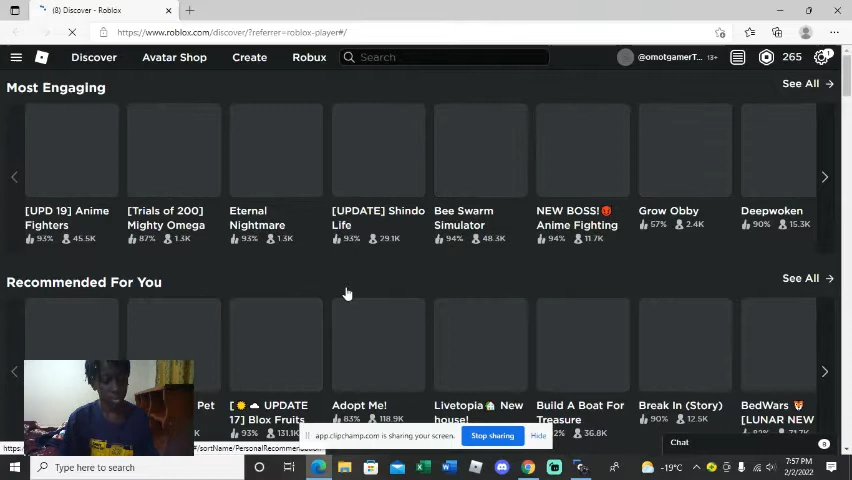 (8) Discover - Roblox
https://www.roblox.com/discover/?referrer=roblox-player#/
Discover Avatar Shop Create Robux Search @omotgamerT... 13+ 265 1
Most Engaging See All →
[UPD 19] Anime Fighters
93% 45.5K
[Trials of 200] Mighty Omega
87% 1.3K
Eternal Nightmare
93% 1.3K
[UPDATE] Shindo Life
93% 29.1K
Bee Swarm Simulator
94% 48.3K
NEW BOSS! Anime Fighting
94% 11.7K
Grow Obby
57% 2.4K
Deepwoken
90% 15.3K
Recommended For You See All →
Pet
[☀️ ☁️ UPDATE 17] Blox Fruits
93% 131.1K
Adopt Me!
83% 118.9K
Livetopia🏠 New house!
Build A Boat For Treasure
36.8K
Break In (Story)
90% 12.5K
BedWars [LUNAR NEW
app.clipchamp.com is sharing your screen. Stop sharing Hide
Chat 8
/sortName/PersonalRecommendation
Type here to search
-19°C
7:57 PM
2/2/2022